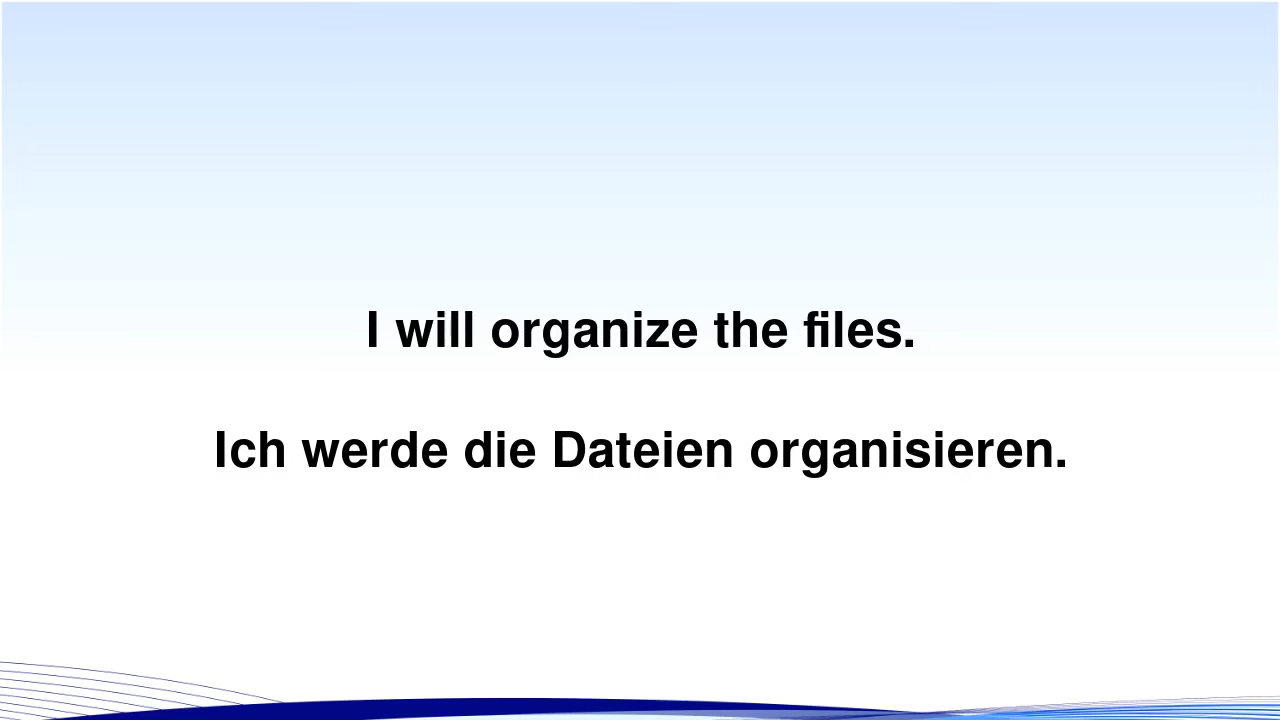 I will organize the files.
Ich werde die Dateien organisieren.